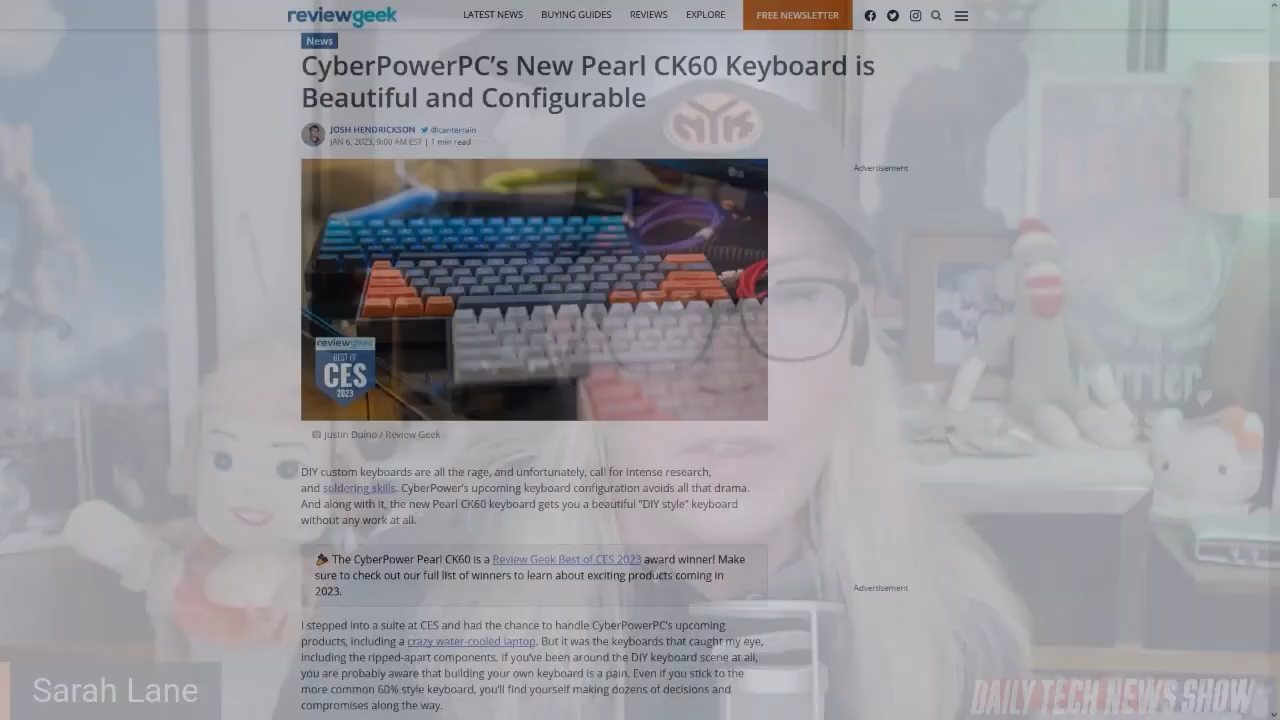 reviewgeek
LATEST NEWS BUYING GUIDES REVIEWS EXPLORE FREE NEWSLETTER
News
CyberPowerPC’s New Pearl CK60 Keyboard is
Beautiful and Configurable
JOSH HENDRICKSON @canterrain
JAN 6, 2023, 9:00 AM EST | 1 min read
Advertisement
reviewgeek
BEST OF
CES
2023
Justin Duino / Review Geek
DIY custom keyboards are all the rage, and unfortunately, call for intense research,
and soldering skills. CyberPower’s upcoming keyboard configuration avoids all that drama.
And along with it, the new Pearl CK60 keyboard gets you a beautiful “DIY style” keyboard
without any work at all.
The CyberPower Pearl CK60 is a Review Geek Best of CES 2023 award winner! Make
sure to check out our full list of winners to learn about exciting products coming in
2023.
Advertisement
I stepped into a suite at CES and had the chance to handle CyberPowerPC’s upcoming
products, including a crazy water-cooled laptop. But it was the keyboards that caught my eye,
including the ripped-apart components. If you’ve been around the DIY keyboard scene at all,
you are probably aware that building your own keyboard is a pain. Even if you stick to the
more common 60% style keyboard, you’ll find yourself making dozens of decisions and
compromises along the way.
Sarah Lane
DAILY TECH NEWS SHOW